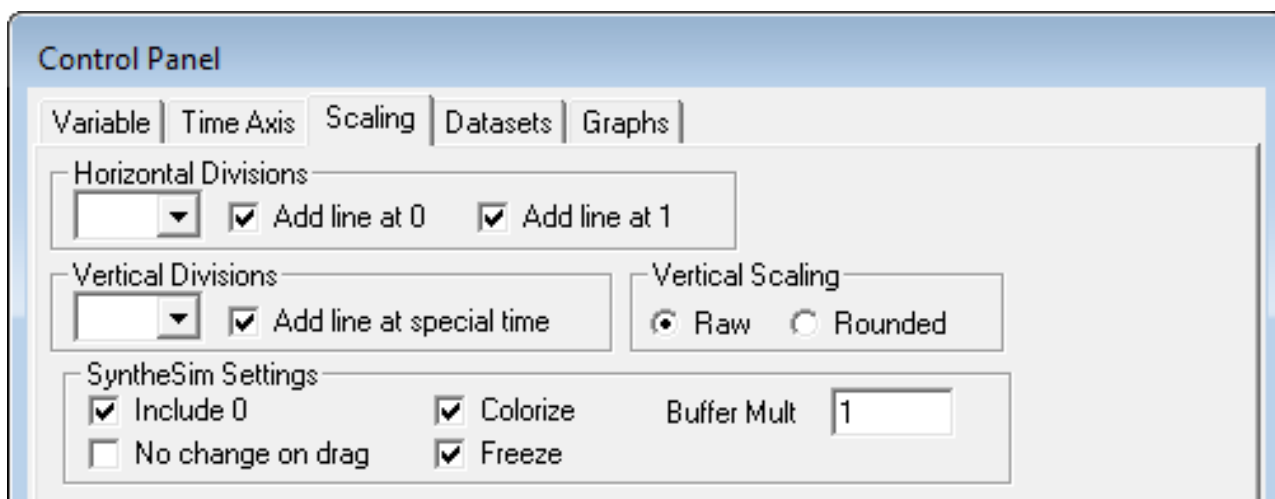 Control Panel
Variable Time Axis Scaling Datasets Graphs
Horizontal Divisions
Add line at 0 Add line at 1
Vertical Divisions Vertical Scaling
Add line at special time Raw Rounded
SyntheSim Settings
Include 0 Colorize Buffer Mult 1
No change on drag Freeze